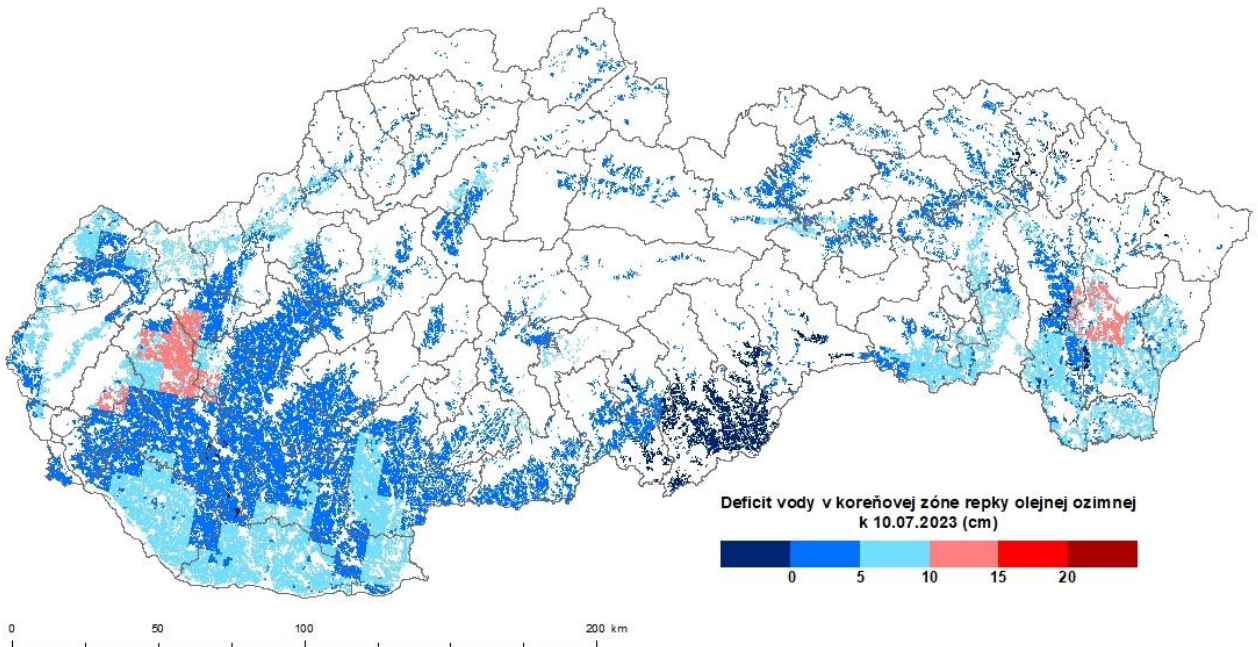 Deficit vody v koreňovej zóne repky olejnej ozimnej
k 10.07.2023 (cm)
0 5 10 15 20
0 50 100 200 km